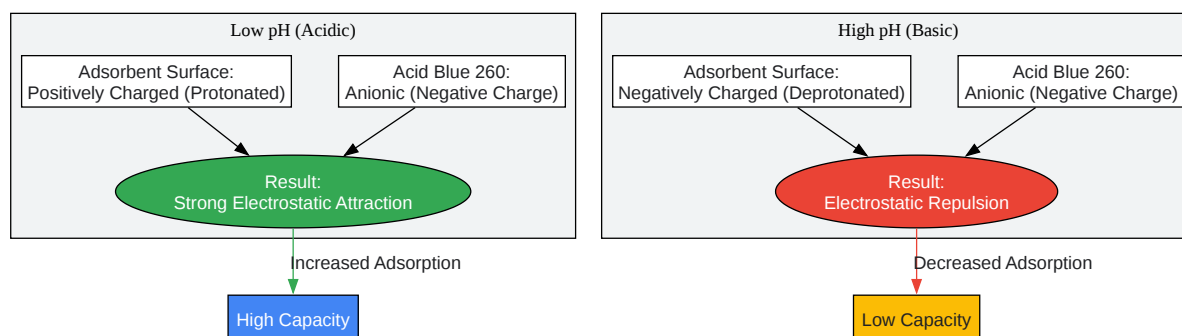 Low pH (Acidic)
Adsorbent Surface:
Positively Charged (Protonated)
Acid Blue 260:
Anionic (Negative Charge)
Result:
Strong Electrostatic Attraction
Increased Adsorption
High Capacity
High pH (Basic)
Adsorbent Surface:
Negatively Charged (Deprotonated)
Acid Blue 260:
Anionic (Negative Charge)
Result:
Electrostatic Repulsion
Decreased Adsorption
Low Capacity